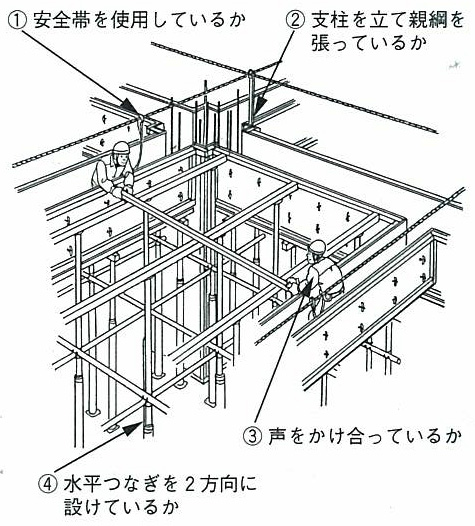 ① 安全帯を使用しているか
② 支柱を立て親綱を
張っているか
③ 声をかけ合っているか
④ 水平つなぎを2方向に
設けているか